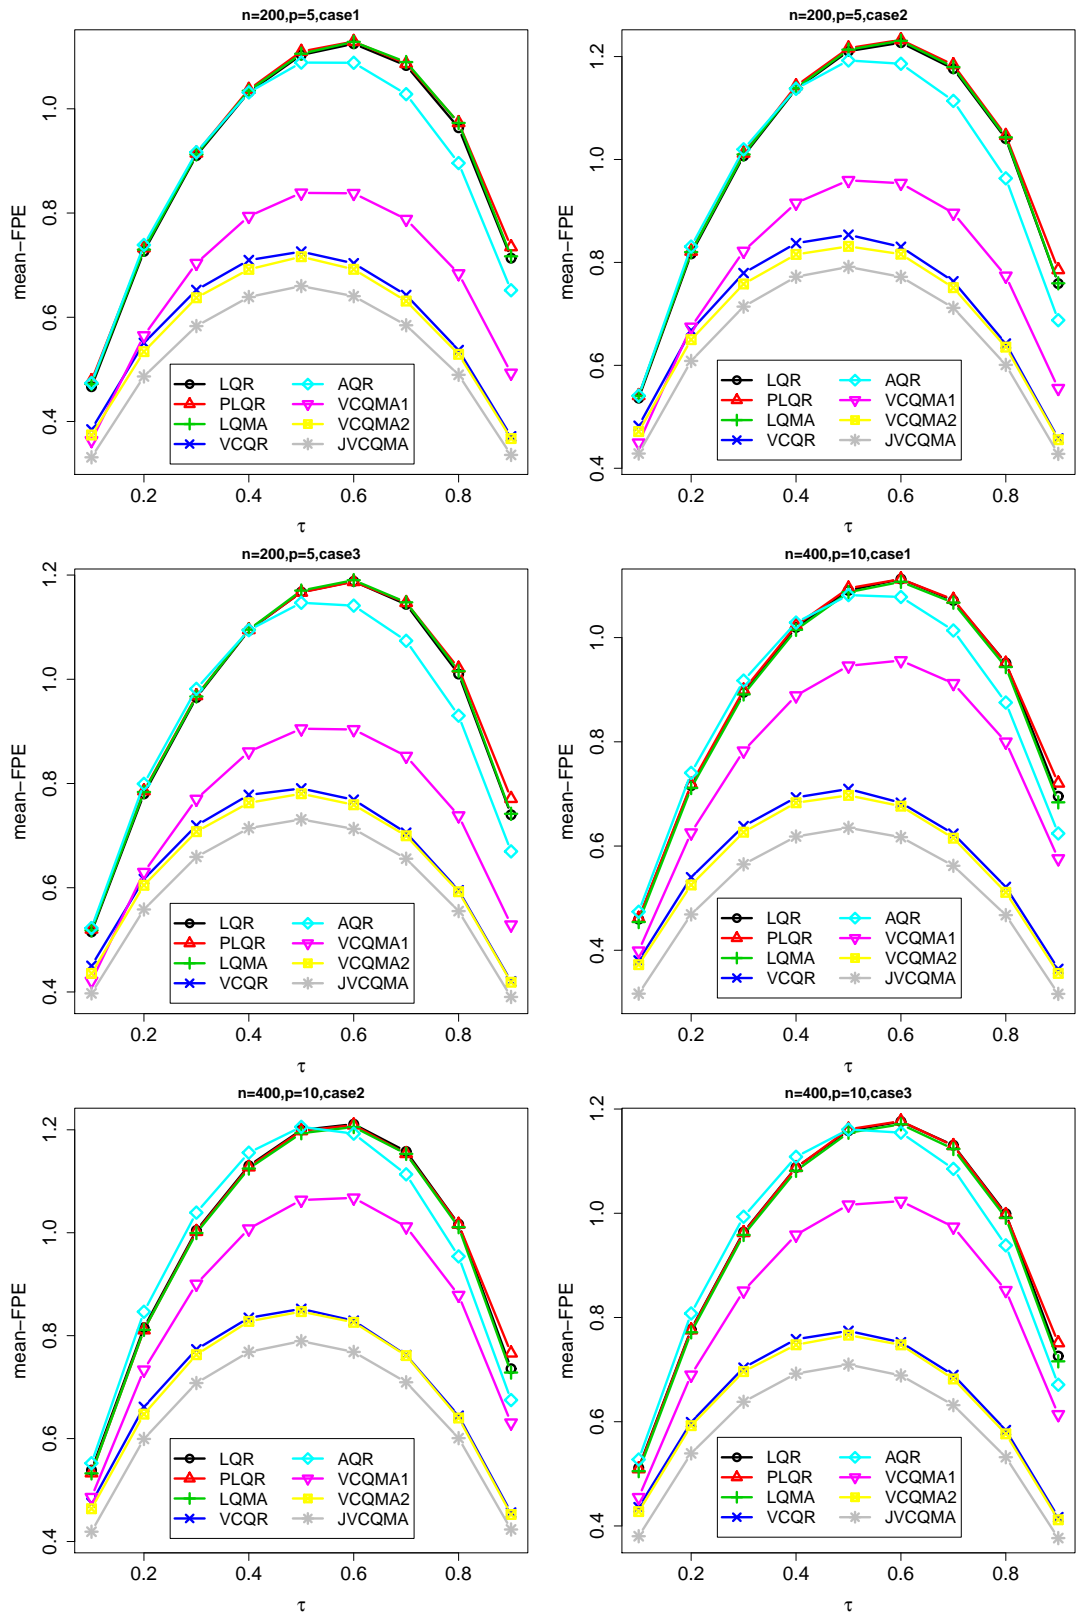 n=200,p=5,case1
mean−FPE
1.0
0.8
0.6
0.4
LQR AQR
PLQR VCQMA1
LQMA VCQMA2
VCQR JVCQMA
0.2 0.4 0.6 0.8
τ
n=200,p=5,case2
mean−FPE
1.2
1.0
0.8
0.6
0.4
LQR AQR
PLQR VCQMA1
LQMA VCQMA2
VCQR JVCQMA
0.2 0.4 0.6 0.8
τ
n=200,p=5,case3
mean−FPE
1.2
1.0
0.8
0.6
0.4
LQR AQR
PLQR VCQMA1
LQMA VCQMA2
VCQR JVCQMA
0.2 0.4 0.6 0.8
τ
n=400,p=10,case1
mean−FPE
1.0
0.8
0.6
0.4
LQR AQR
PLQR VCQMA1
LQMA VCQMA2
VCQR JVCQMA
0.2 0.4 0.6 0.8
τ
n=400,p=10,case2
mean−FPE
1.2
1.0
0.8
0.6
0.4
LQR AQR
PLQR VCQMA1
LQMA VCQMA2
VCQR JVCQMA
0.2 0.4 0.6 0.8
τ
n=400,p=10,case3
mean−FPE
1.2
1.0
0.8
0.6
0.4
LQR AQR
PLQR VCQMA1
LQMA VCQMA2
VCQR JVCQMA
0.2 0.4 0.6 0.8
τ